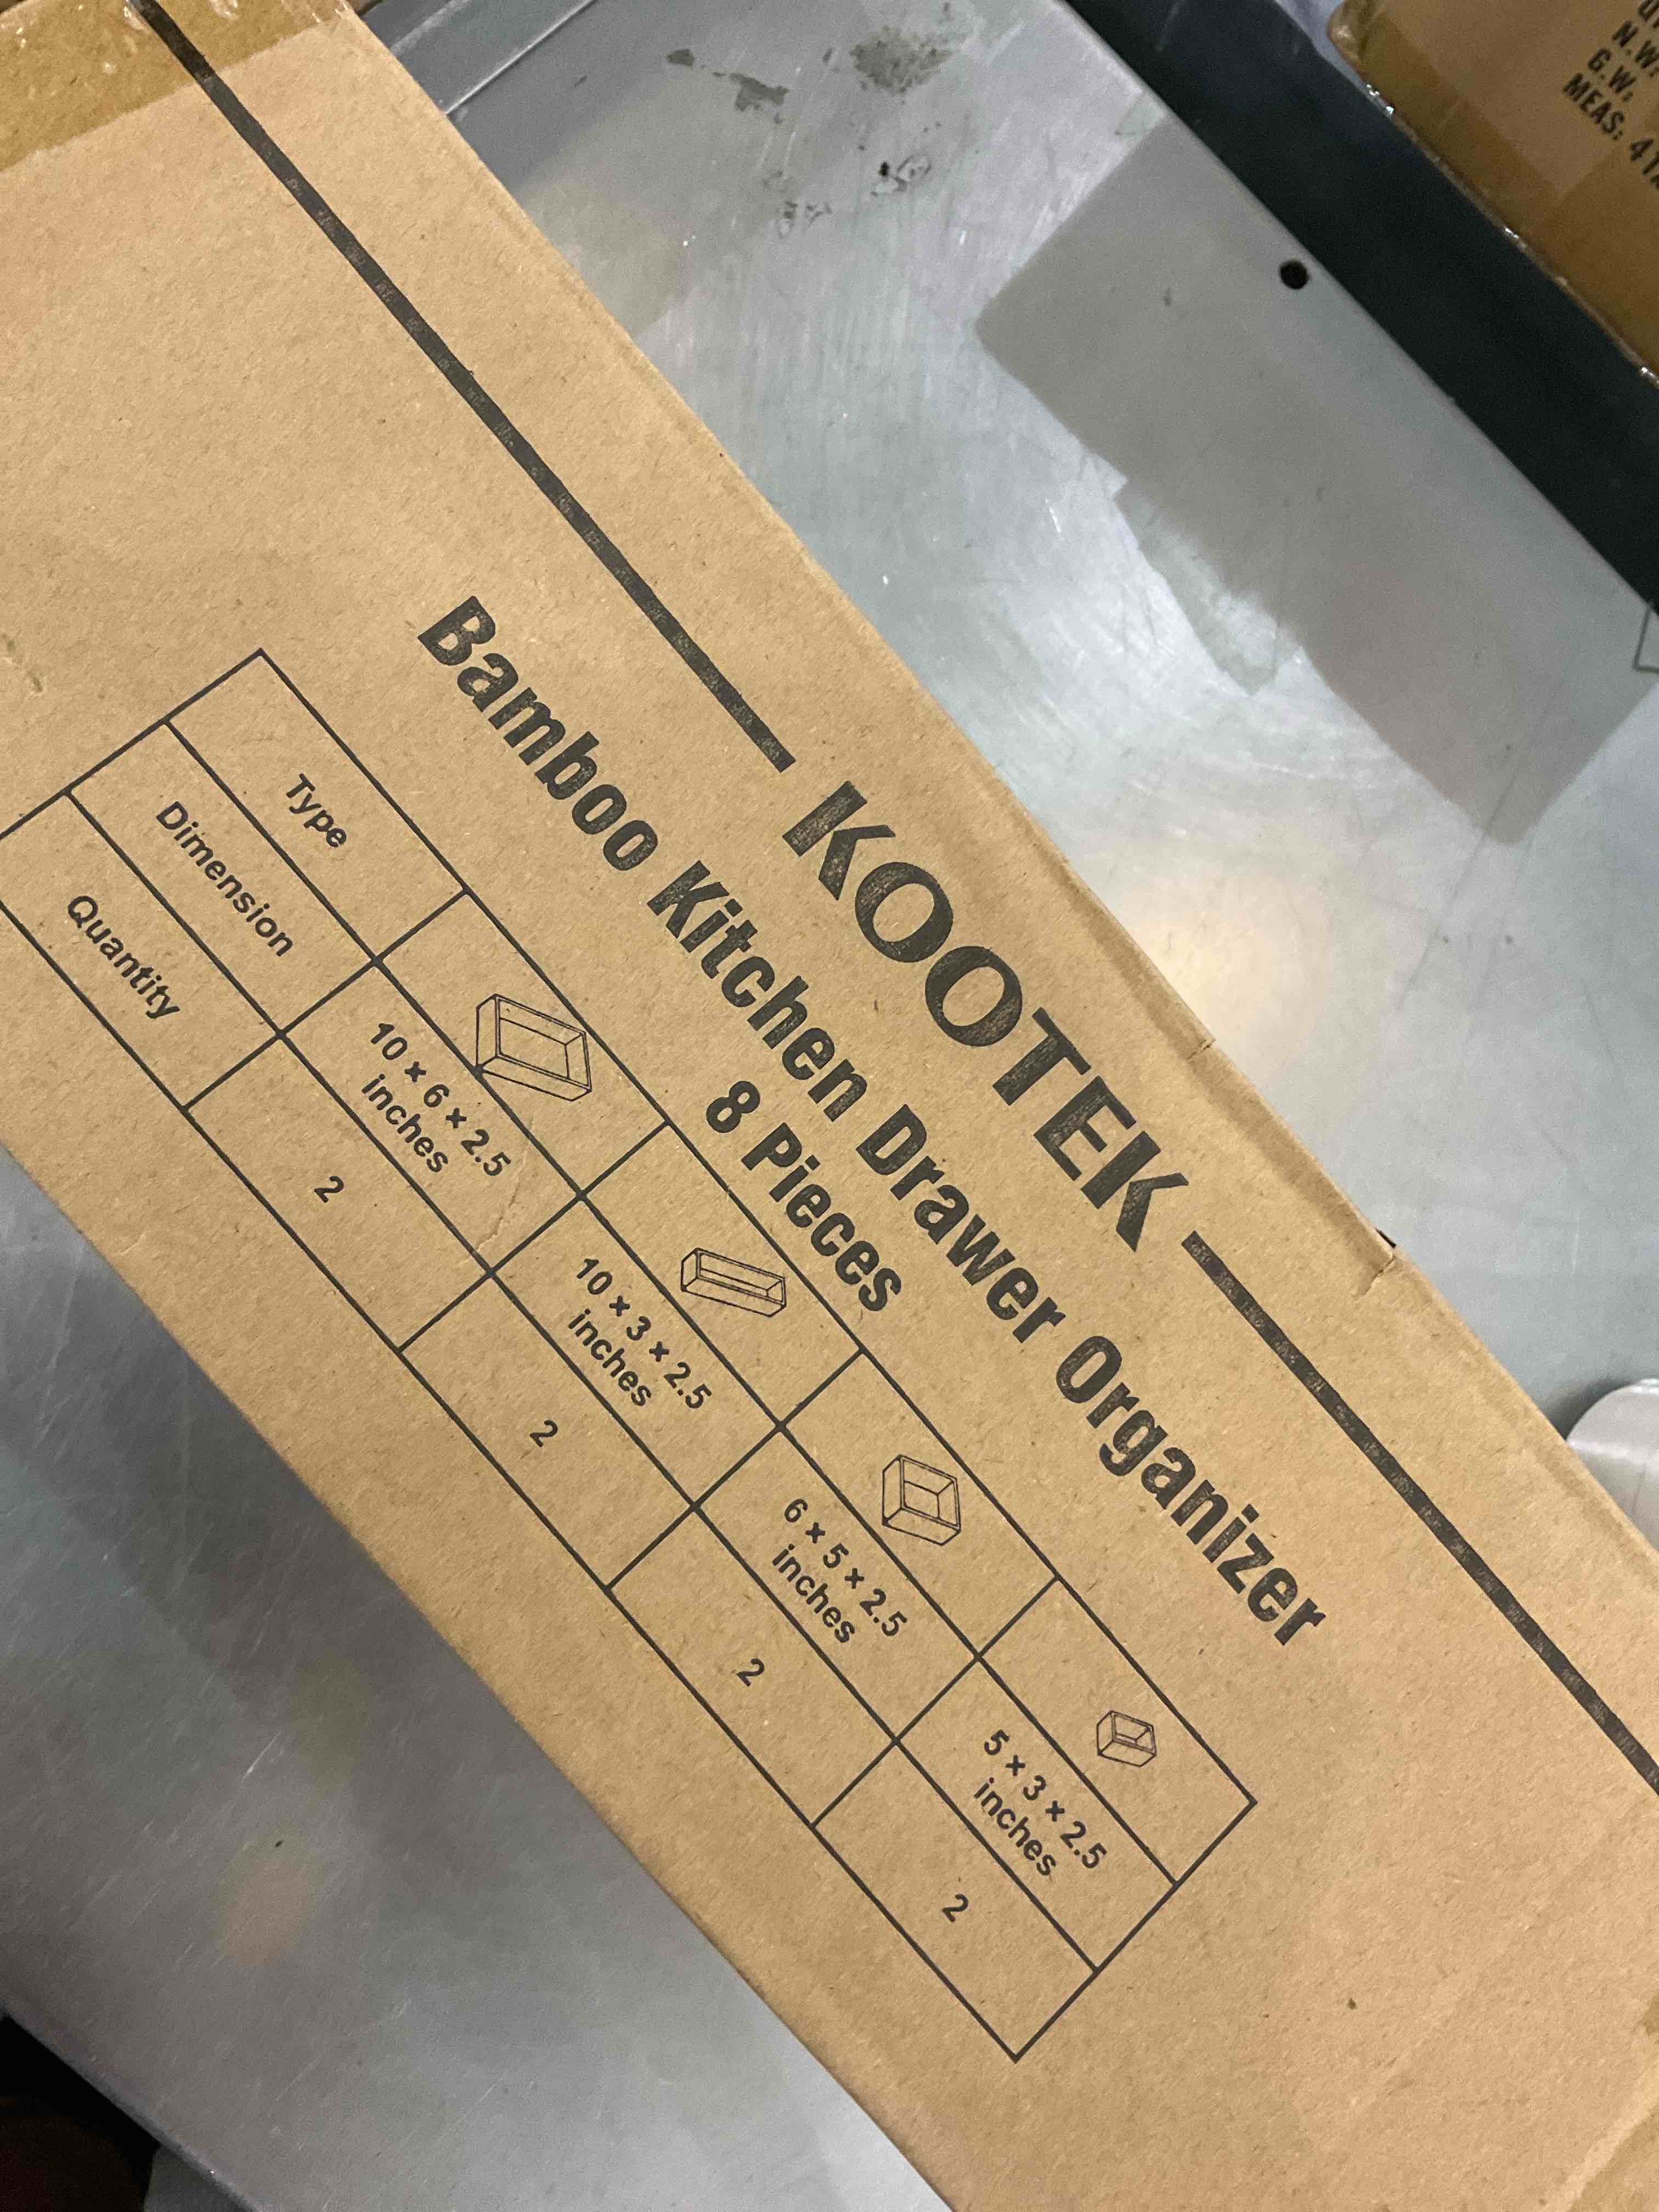 KOOTEK
Bamboo Kitchen Drawer Organizer
8 Pieces
Type
Dimension
10 × 6 × 2.5
inches
10 × 3 × 2.5
inches
6 × 5 × 2.5
inches
5 × 3 × 2.5
inches
Quantity
2
2
2
2
N.W.
G.W.
MEAS: